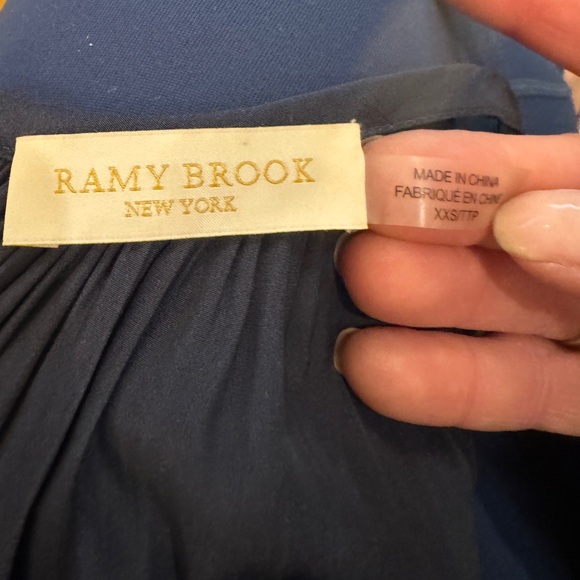 RAMY BROOK
NEW YORK
MADE IN CHINA
FABRIQUÉ EN CHINE
XXS/TTP